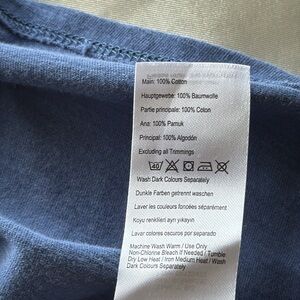 Main: 100% Cotton
Hauptgewebe: 100% Baumwolle
Partie principale: 100% Coton
Ana: 100% Pamuk
Principal: 100% Algodón
Excluding all Trimmings
40
Wash Dark Colours Separately
Dunkle Farben getrennt waschen
Laver les couleurs foncées séparément
Koyu renkleri ayrı yıkayın
Lavar colores oscuros por separado
Machine Wash Warm / Use Only
Non-Chlorine Bleach If Needed / Tumble
Dry Low Heat / Iron Medium Heat / Wash
Dark Colours Separately